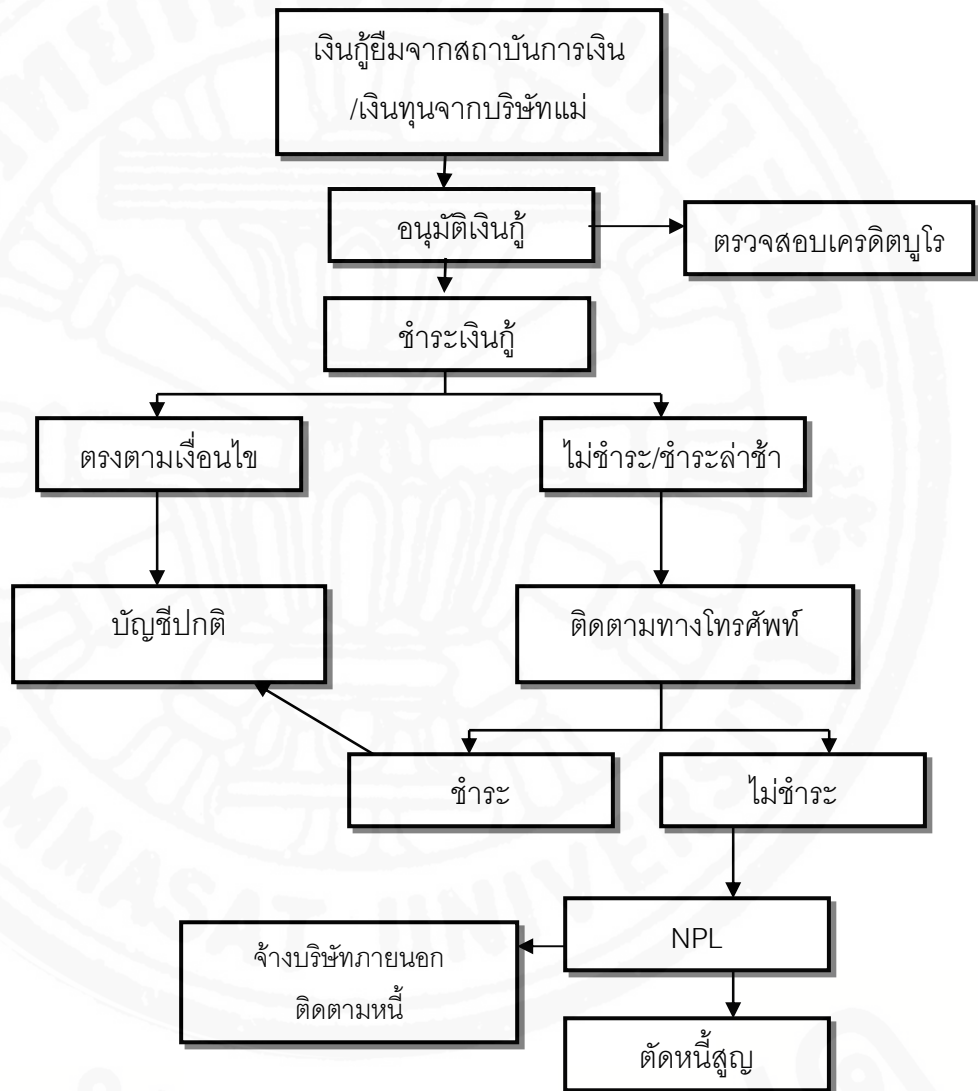 เงินกู้ยืมจากสถาบันการเงิน
/เงินทุนจากบริษัทแม่
อนุมัติเงินกู้
ตรวจสอบเครดิตบูโร
ชำระเงินกู้
ตรงตามเงื่อนไข
ไม่ชำระ/ชำระล่าช้า
บัญชีปกติ
ติดตามทางโทรศัพท์
ชำระ
ไม่ชำระ
NPL
จ้างบริษัทภายนอก
ติดตามหนี้
ตัดหนี้สูญ